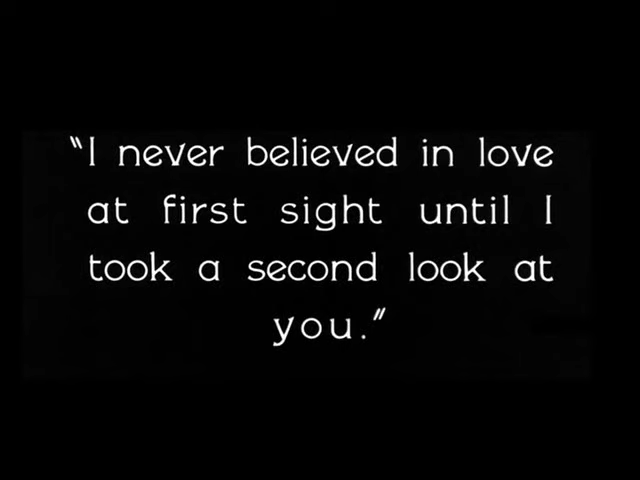 "I never believed in love
at first sight until I
took a second look at
you."